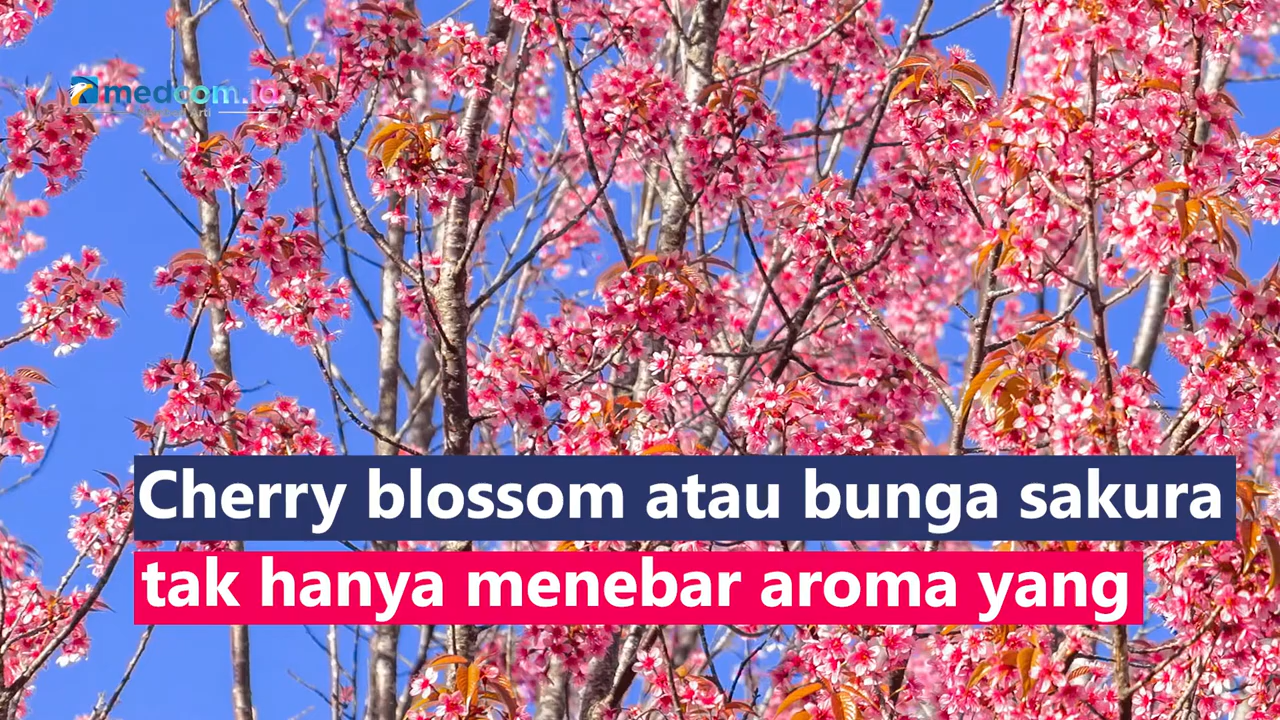 medcom.id
Cherry blossom atau bunga sakura
tak hanya menebar aroma yang